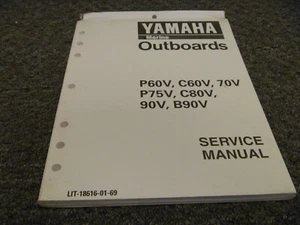 YAMAHA
Marine
Outboards
P60V, C60V, 70V
P75V, C80V,
90V, B90V
SERVICE
MANUAL
LIT-18616-01-69